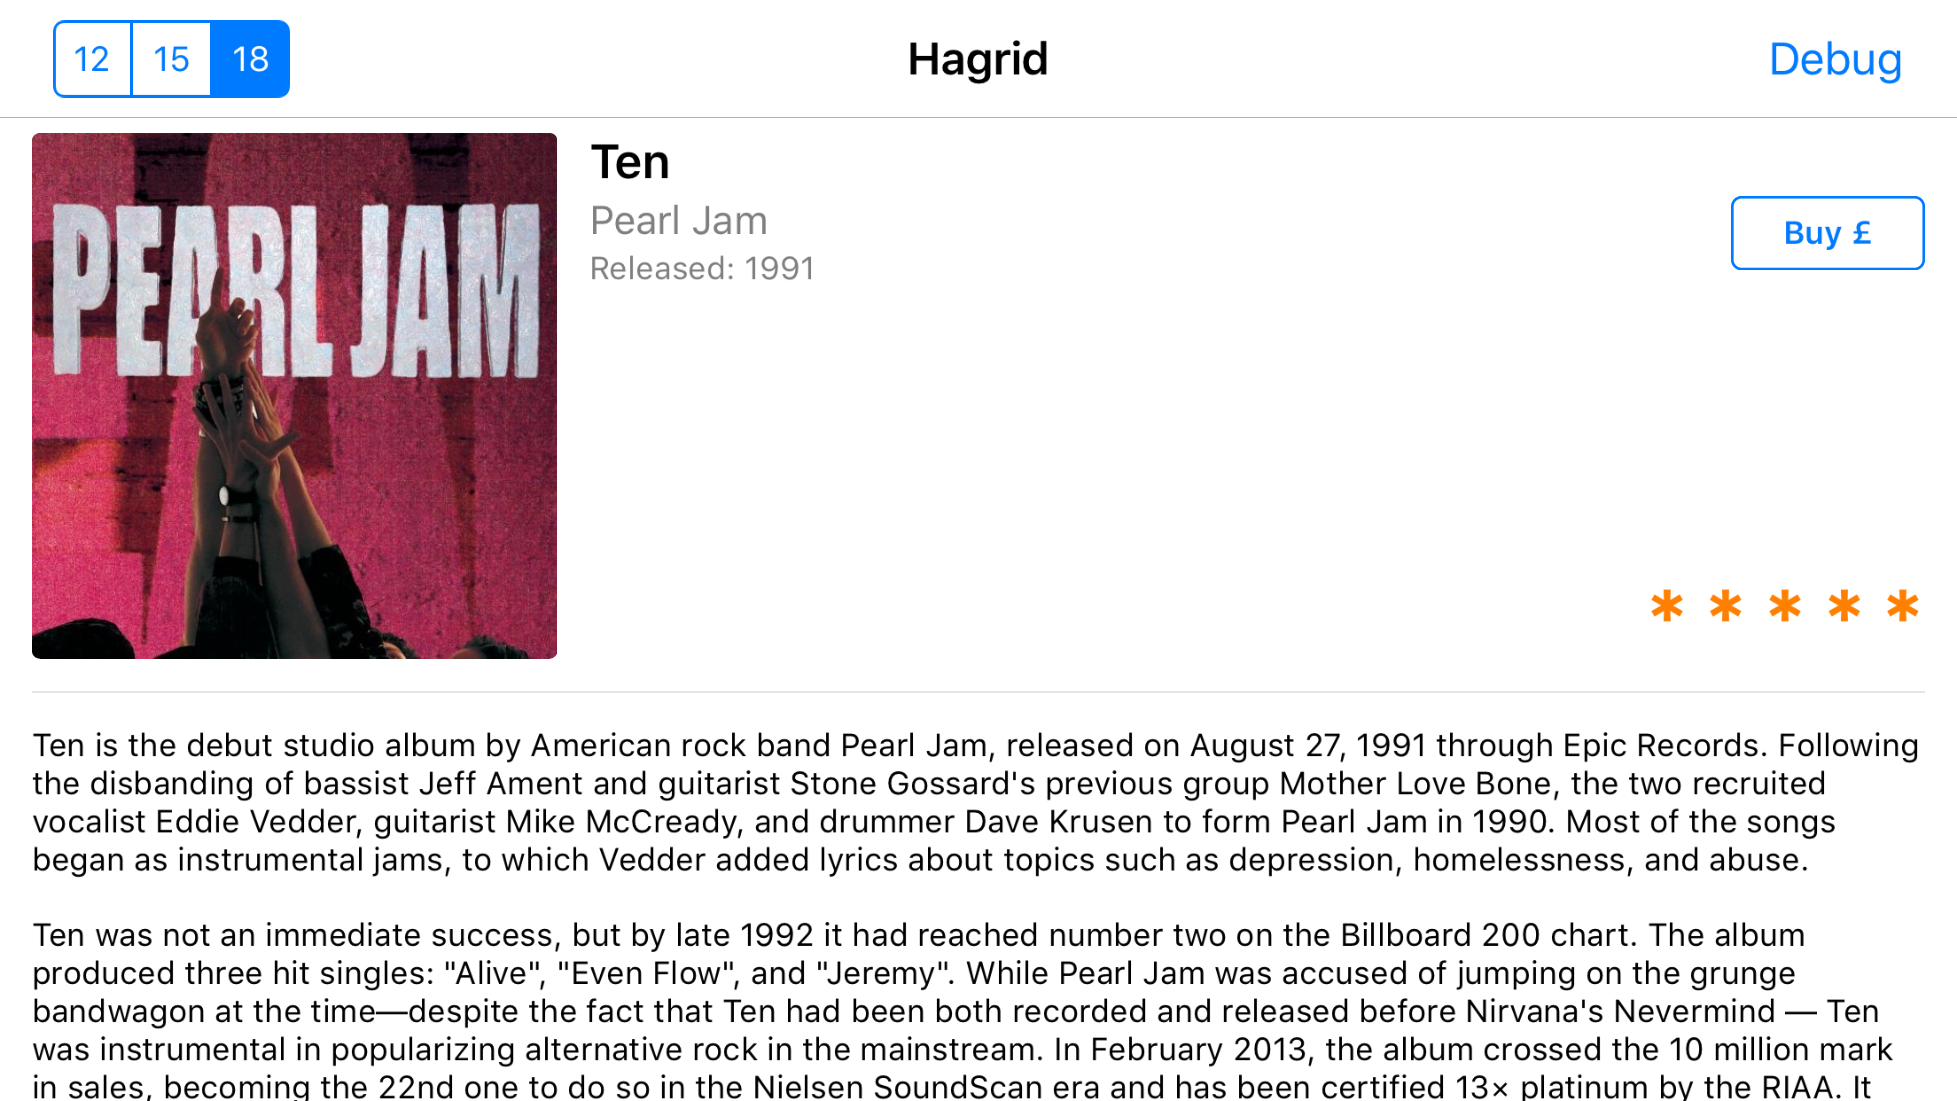 12 15 18
Hagrid
Debug
PEARL JAM
Ten
Pearl Jam
Released: 1991
Buy £
* * * * *
Ten is the debut studio album by American rock band Pearl Jam, released on August 27, 1991 through Epic Records. Following
the disbanding of bassist Jeff Ament and guitarist Stone Gossard's previous group Mother Love Bone, the two recruited
vocalist Eddie Vedder, guitarist Mike McCready, and drummer Dave Krusen to form Pearl Jam in 1990. Most of the songs
began as instrumental jams, to which Vedder added lyrics about topics such as depression, homelessness, and abuse.
Ten was not an immediate success, but by late 1992 it had reached number two on the Billboard 200 chart. The album
produced three hit singles: "Alive", "Even Flow", and "Jeremy". While Pearl Jam was accused of jumping on the grunge
bandwagon at the time—despite the fact that Ten had been both recorded and released before Nirvana's Nevermind — Ten
was instrumental in popularizing alternative rock in the mainstream. In February 2013, the album crossed the 10 million mark
in sales, becoming the 22nd one to do so in the Nielsen SoundScan era and has been certified 13× platinum by the RIAA. It